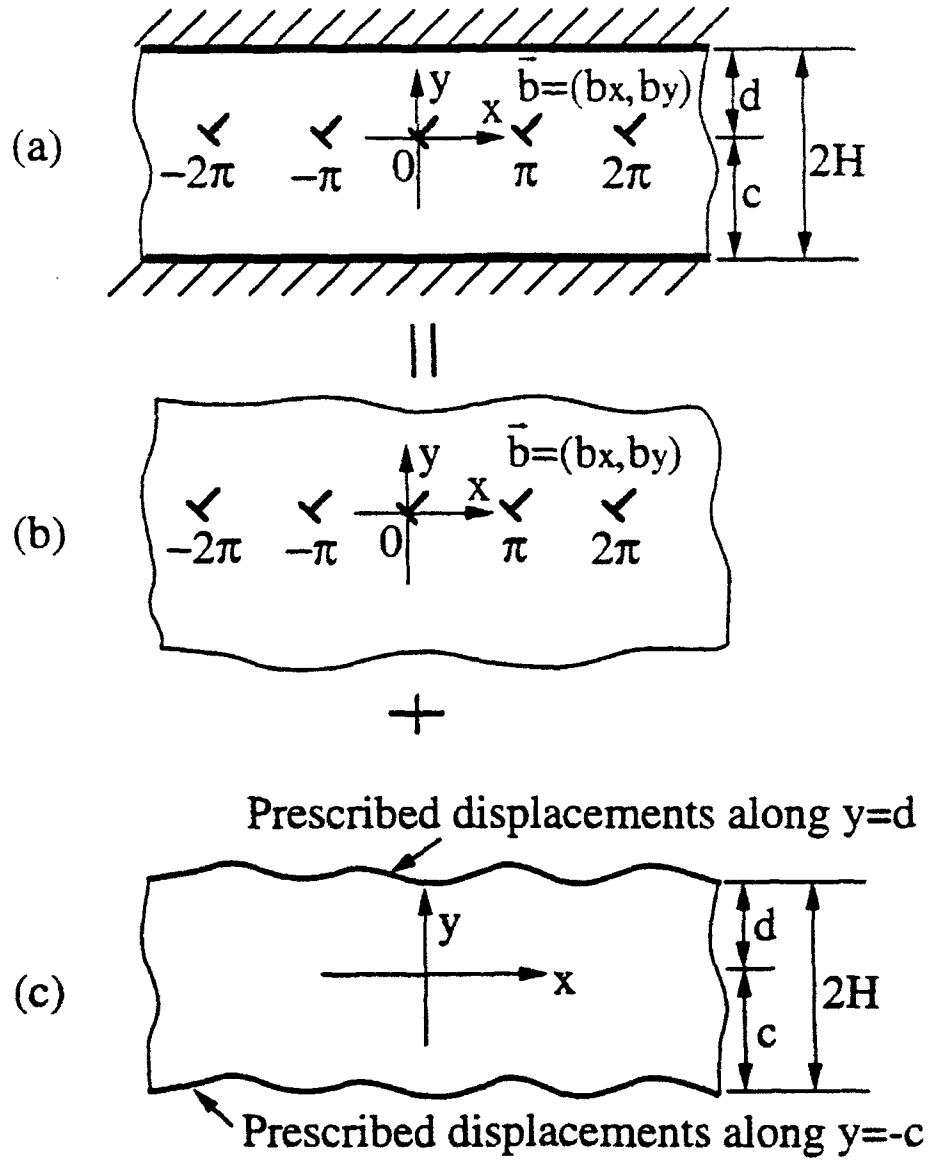 (a)
y
x
b⃗=(bx,by)
-2π
-π
0
π
2π
d
c
2H
||
(b)
y
x
b⃗=(bx,by)
-2π
-π
0
π
2π
+
Prescribed displacements along y=d
(c)
y
x
d
c
2H
Prescribed displacements along y=-c